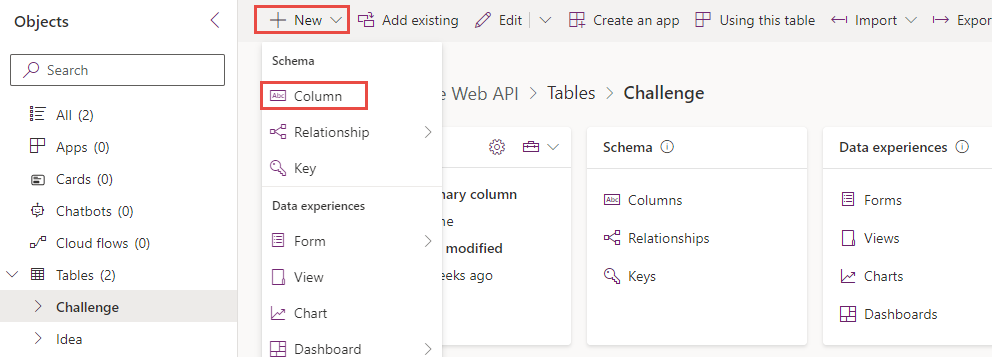 Objects
New
Add existing
Edit
Create an app
Using this table
Import
Expor
Search
Schema
Column
Relationship
Key
Data experiences
Form
View
Chart
Dashboard
e Web API > Tables > Challenge
All (2)
Apps (0)
Cards (0)
Chatbots (0)
Cloud flows (0)
Tables (2)
Challenge
Idea
nary column
ne
modified
eeks ago
Schema
Columns
Relationships
Keys
Data experiences
Forms
Views
Charts
Dashboards